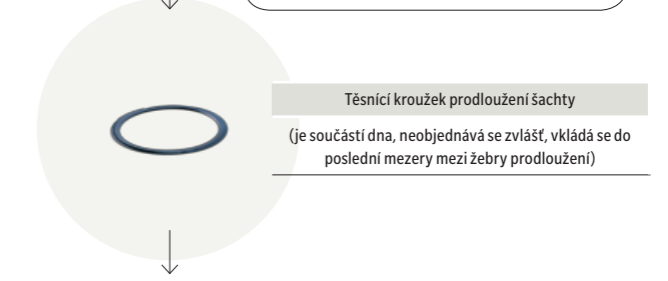 Těsnící kroužek prodloužení šachty
(je součástí dna, neobjednává se zvlášť, vkládá se do
poslední mezery mezi žebry prodloužení)